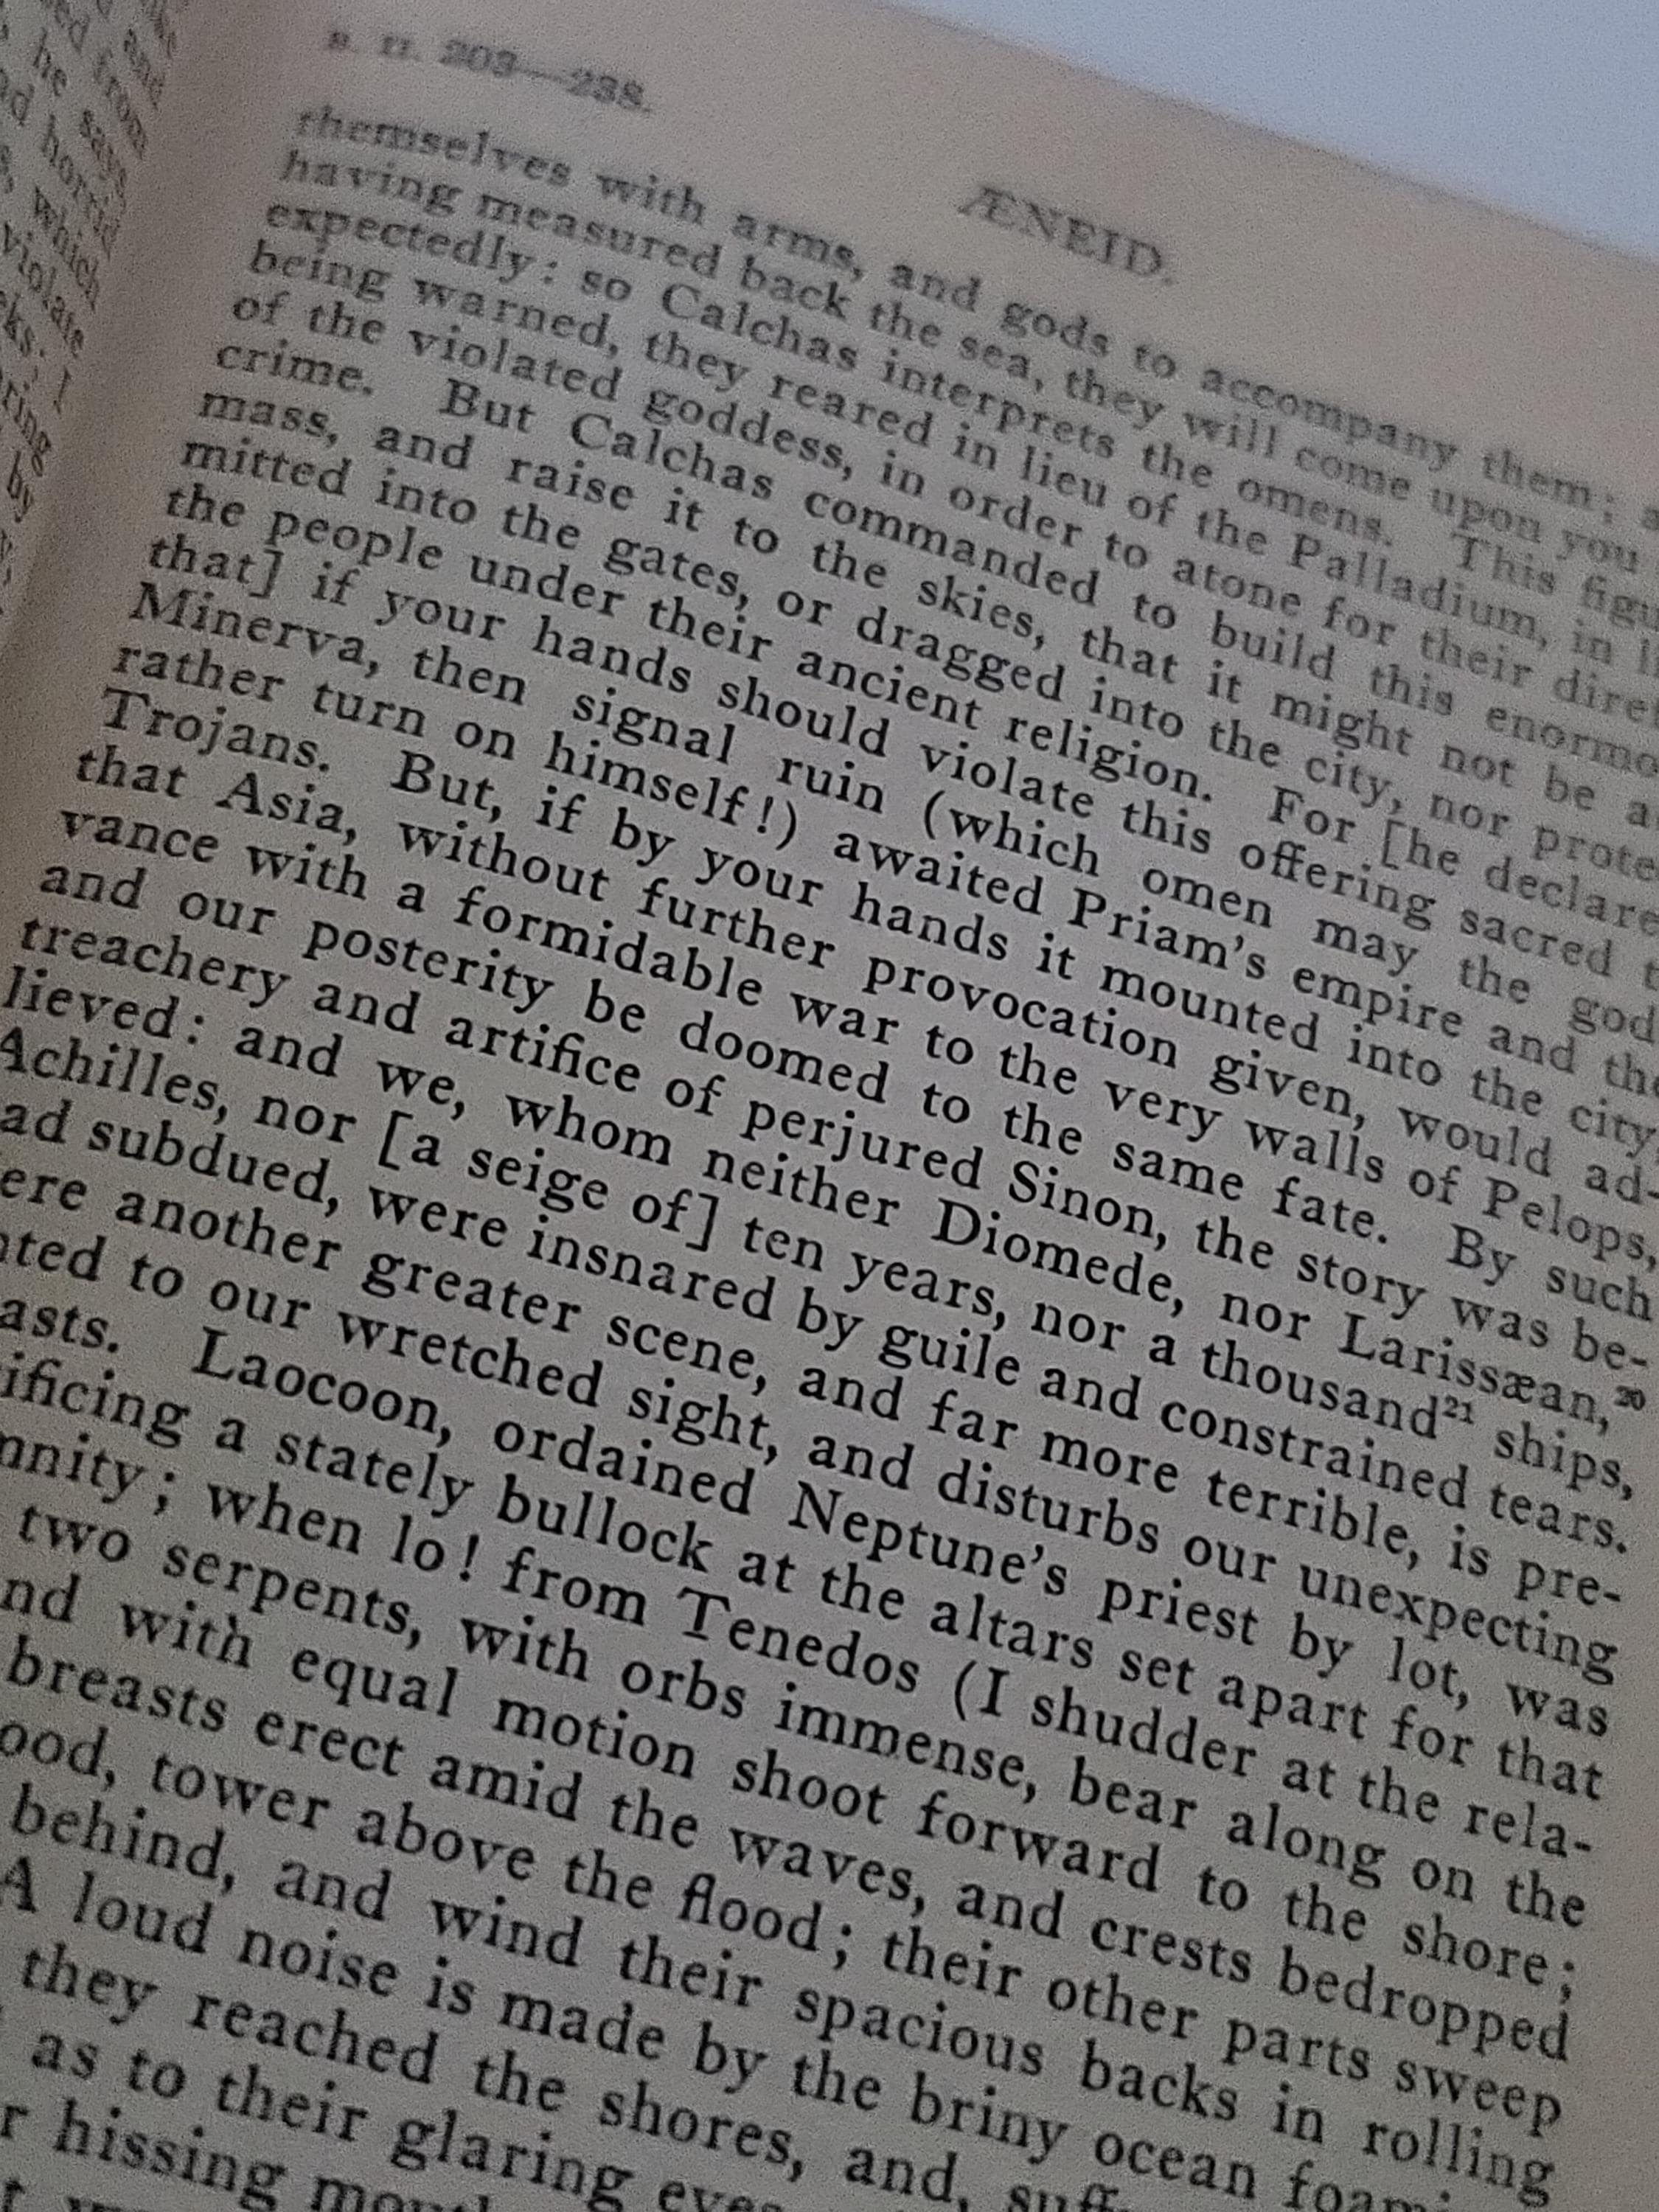 B. II. 203—238.
ÆNEID.
themselves with arms, and gods to accompany them;
having measured back the sea, they will come upon you
expectedly: so Calchas interprets the omens. This figu
being warned, they reared in lieu of the Palladium, in li
of the violated goddess, in order to atone for their diref
crime. But Calchas commanded to build this enormo
mass, and raise it to the skies, that it might not be a
mitted into the gates, or dragged into the city, nor prote
the people under their ancient religion. For [he declare
that] if your hands should violate this offering sacred t
Minerva, then signal ruin (which omen may the god
rather turn on himself!) awaited Priam's empire and the
Trojans. But, if by your hands it mounted into the city,
that Asia, without further provocation given, would ad-
vance with a formidable war to the very walls of Pelops,
and our posterity be doomed to the same fate. By such
treachery and artifice of perjured Sinon, the story was be-
lieved: and we, whom neither Diomede, nor Larissæan,²⁰
Achilles, nor [a seige of] ten years, nor a thousand²¹ ships,
ad subdued, were insnared by guile and constrained tears.
ere another greater scene, and far more terrible, is pre-
nted to our wretched sight, and disturbs our unexpecting
asts. Laocoon, ordained Neptune's priest by lot, was
ificing a stately bullock at the altars set apart for that
mnity; when lo! from Tenedos (I shudder at the rela-
two serpents, with orbs immense, bear along on the
nd with equal motion shoot forward to the shore;
breasts erect amid the waves, and crests bedropped
ood, tower above the flood; their other parts sweep
behind, and wind their spacious backs in rolling
A loud noise is made by the briny ocean foami
they reached the shores, and, suff
as to their glaring eyes
r hissing mouth